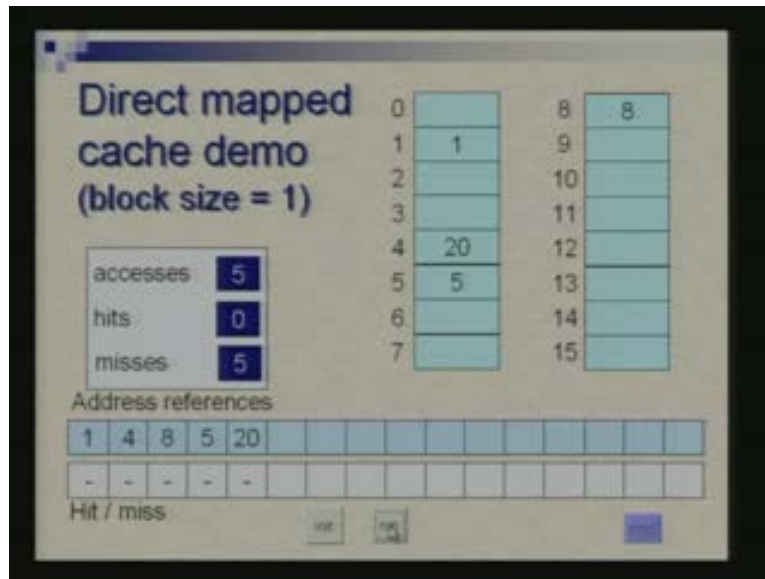 Direct mapped
cache demo
(block size = 1)
0
1 1
2
3
4 20
5 5
6
7
8 8
9
10
11
12
13
14
15
accesses 5
hits 0
misses 5
Address references
1 4 8 5 20
- - - - -
Hit / miss
init